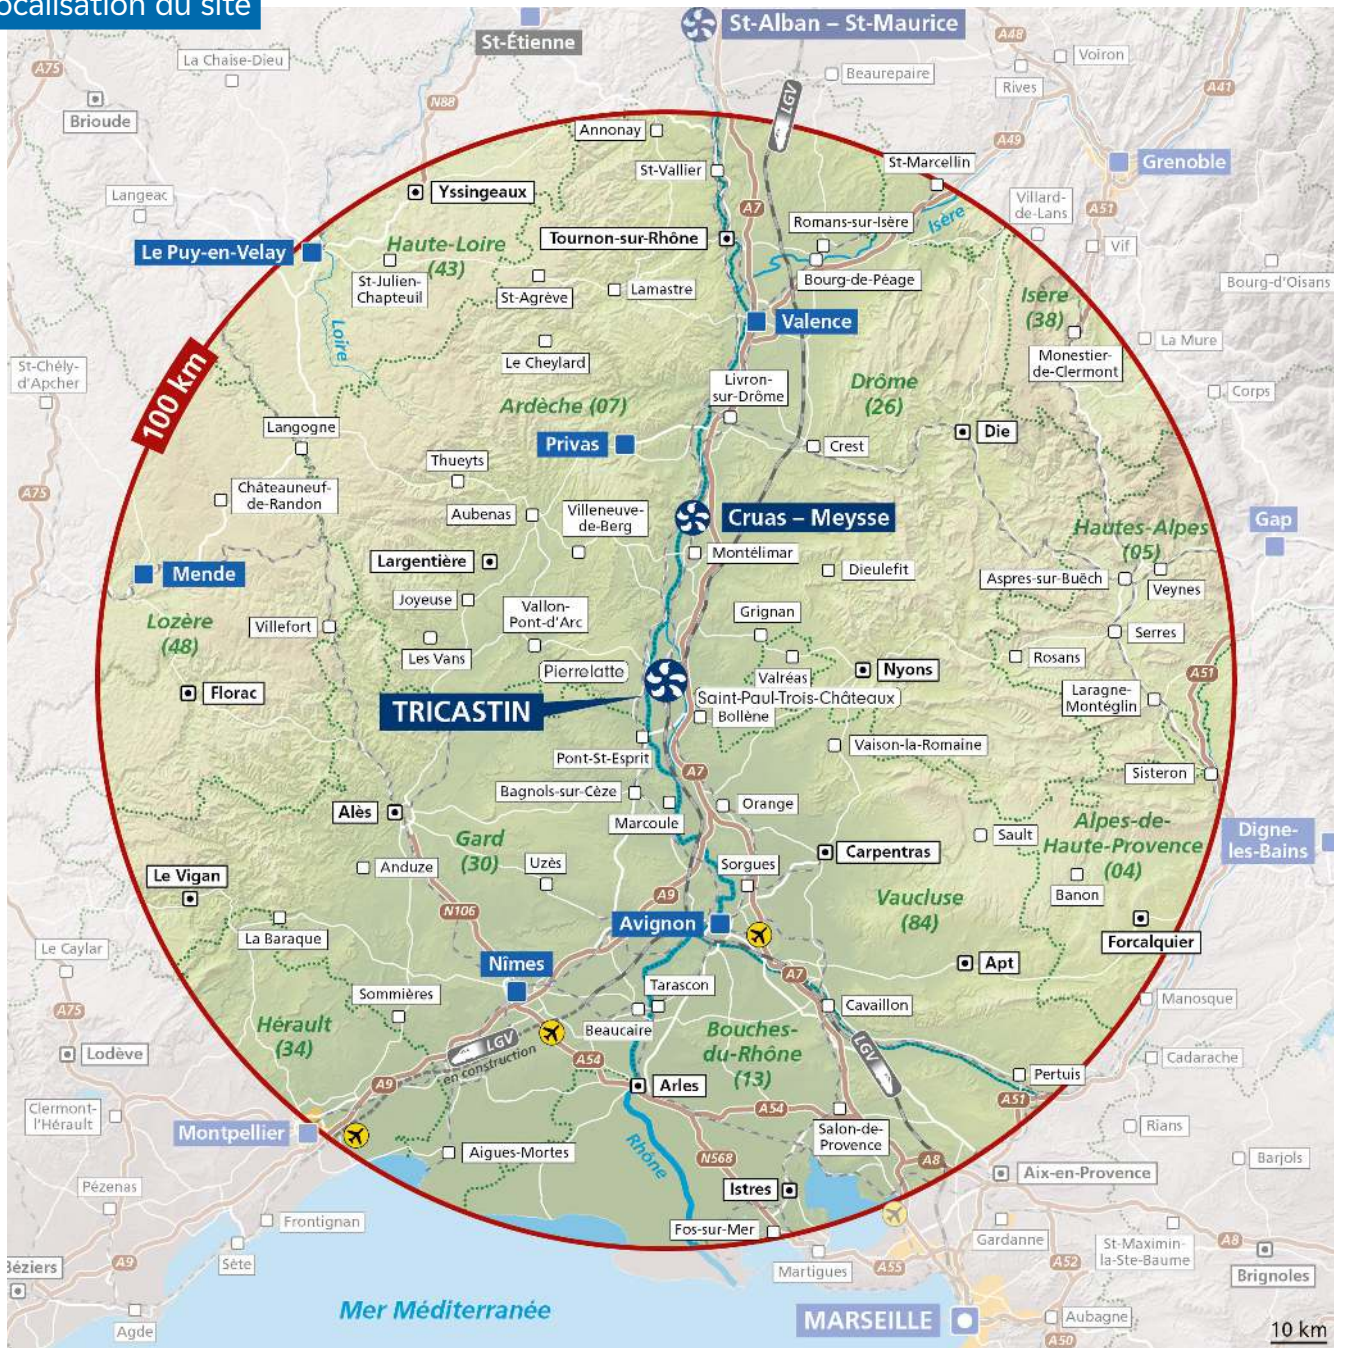 ocalisation du site
St-Étienne
St-Alban – St-Maurice
A48
Voiron
La Chaise-Dieu
A75
Beaurepaire
Rives
A41
Brioude
N88
LGV
Annonay
A49
St-Vallier
St-Marcellin
Grenoble
Langeac
Yssingeaux
Villard-
de-Lans
A51
A7
Romans-sur-Isère
Isère
Le Puy-en-Velay
Haute-Loire
(43)
Tournon-sur-Rhône
Vif
St-Julien-
Chapteuil
St-Agrève
Lamastre
Bourg-de-Péage
Bourg-d'Oisans
Isère
(38)
Loire
Valence
La Mure
Le Cheylard
Monestier-
de-Clermont
St-Chély-
d'Apcher
100 km
Livron-
sur-Drôme
Drôme
(26)
Corps
Ardèche (07)
Langogne
Privas
Crest
Die
Thueyts
A75
Châteauneuf-
de-Randon
Aubenas
Villeneuve-
de-Berg
Cruas – Meysse
Gap
Hautes-Alpes
(05)
Largentière
Montélimar
Dieulefit
Mende
Aspres-sur-Buëch
Veynes
Joyeuse
Vallon-
Pont-d'Arc
Grignan
Lozère
(48)
Villefort
Serres
Les Vans
Rosans
Pierrelatte
Valréas
Nyons
A51
Florac
Saint-Paul-Trois-Châteaux
Laragne-
Montéglin
TRICASTIN
Bollène
Pont-St-Esprit
Vaison-la-Romaine
A7
Sisteron
Bagnols-sur-Cèze
Orange
Alès
Marcoule
Gard
(30)
Sault
Alpes-de-
Haute-Provence
(04)
Digne-
les-Bains
Carpentras
Anduze
Uzès
Sorgues
Le Vigan
Banon
A9
Vaucluse
(84)
N106
Avignon
La Baraque
Forcalquier
Le Caylar
Nîmes
Apt
A7
Sommières
Tarascon
Manosque
A75
Beaucaire
Cavaillon
Hérault
(34)
Bouches-
du-Rhône
(13)
LGV
en construction
LGV
Lodève
A54
Cadarache
A9
Arles
Pertuis
A51
Clermont-
l'Hérault
A54
Montpellier
Salon-de-
Provence
Rians
Aigues-Mortes
Rhône
N568
A8
Barjols
Aix-en-Provence
Pézenas
Istres
Frontignan
Fos-sur-Mer
Gardanne
St-Maximin-
la-Ste-Baume
A8
Béziers
A9
Sète
Martigues
A55
A52
Brignoles
Mer Méditerranée
MARSEILLE
Aubagne
Agde
A50
10 km